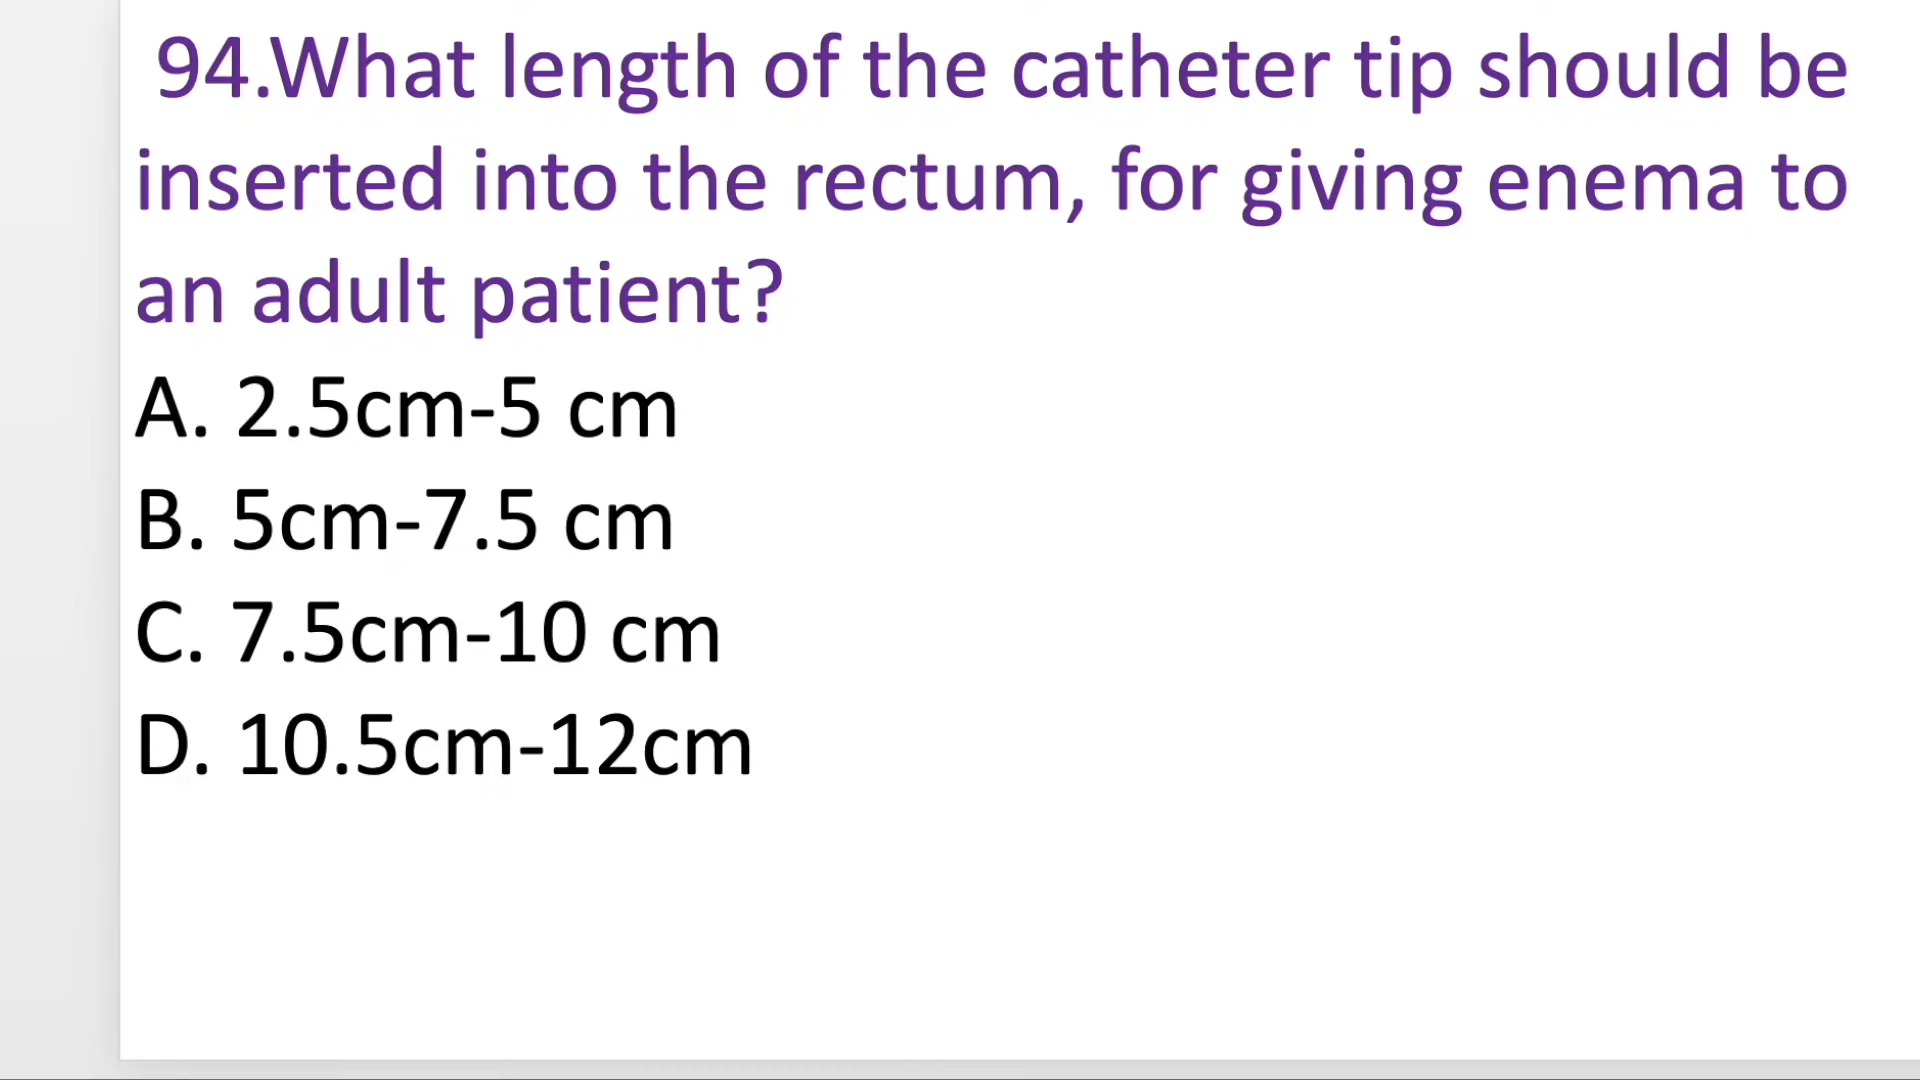 94.What length of the catheter tip should be
inserted into the rectum, for giving enema to
an adult patient?
A. 2.5cm-5 cm
B. 5cm-7.5 cm
C. 7.5cm-10 cm
D. 10.5cm-12cm